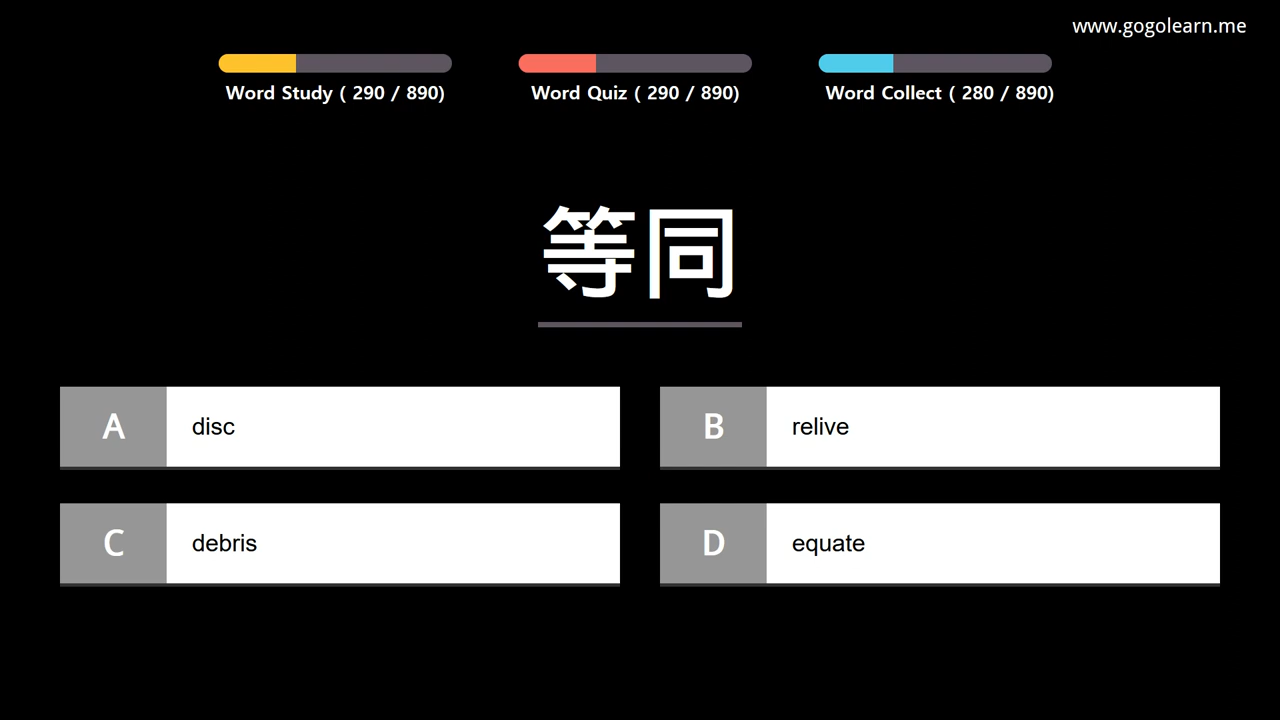 www.gogolearn.me
Word Study ( 290 / 890)
Word Quiz ( 290 / 890)
Word Collect ( 280 / 890)
等同
A disc
B relive
C debris
D equate